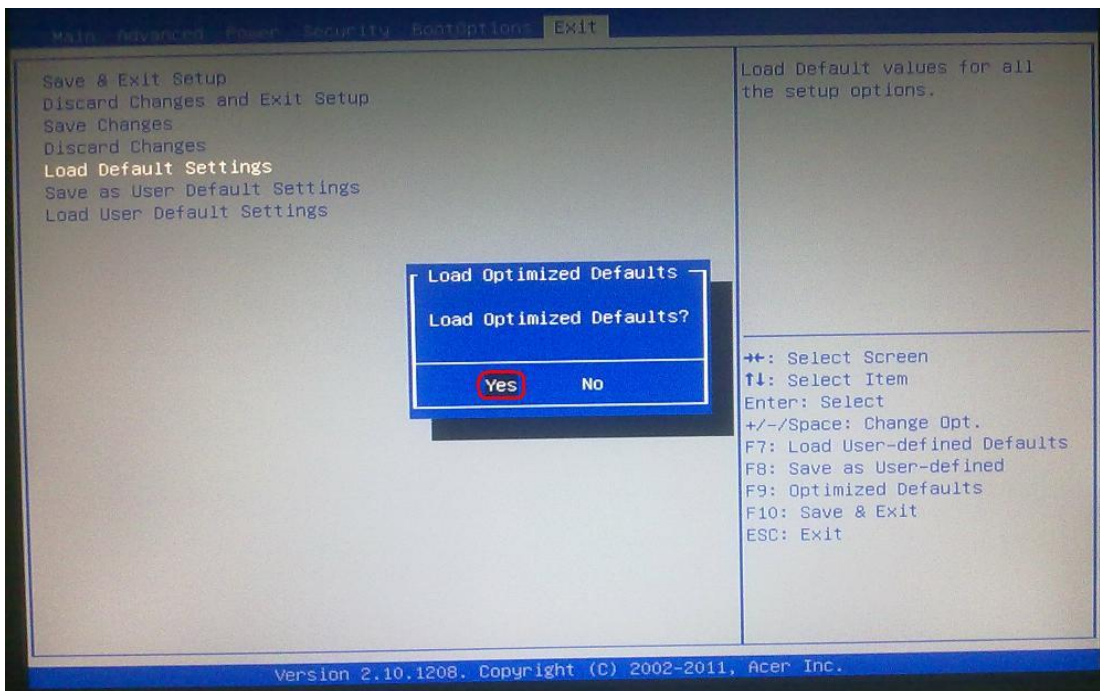 Main Advanced Power Security BootOptions Exit
Save & Exit Setup
Discard Changes and Exit Setup
Save Changes
Discard Changes
Load Default Settings
Save as User Default Settings
Load User Default Settings
Load Default values for all
the setup options.
Load Optimized Defaults
Load Optimized Defaults?
Yes No
→←: Select Screen
↑↓: Select Item
Enter: Select
+/-/Space: Change Opt.
F7: Load User-defined Defaults
F8: Save as User-defined
F9: Optimized Defaults
F10: Save & Exit
ESC: Exit
Version 2.10.1208. Copyright (C) 2002-2011, Acer Inc.